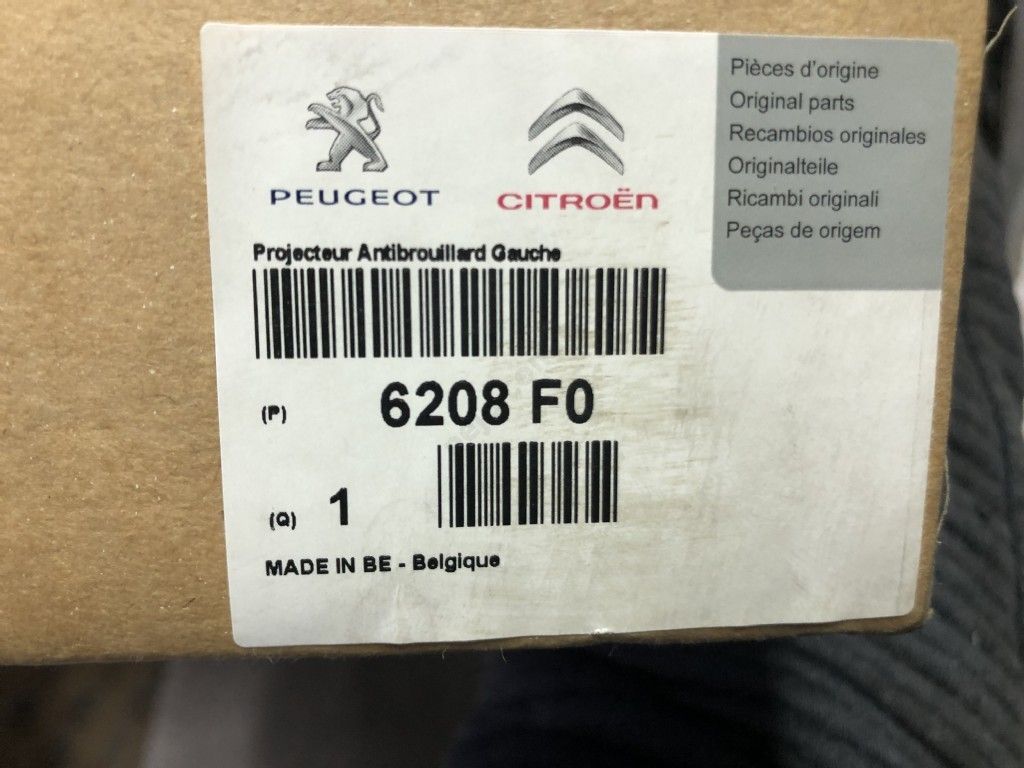 PEUGEOT
CITROËN
Pièces d'origine
Original parts
Recambios originales
Originalteile
Ricambi originali
Peças de origem
Projecteur Antibrouillard Gauche
(P) 6208 F0
(Q) 1
MADE IN BE - Belgique